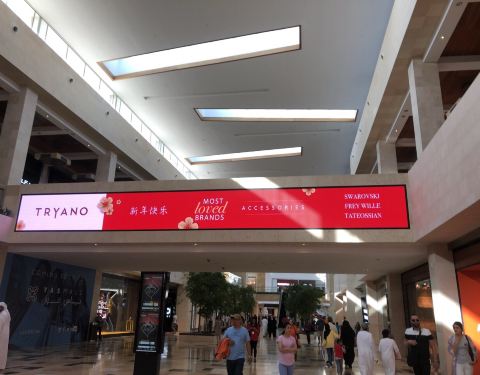 TRYANO
新年快乐
MOST
loved
BRANDS
ACCESSORIES
SWAROVSKI
FREY WILLE
TATEOSSIAN